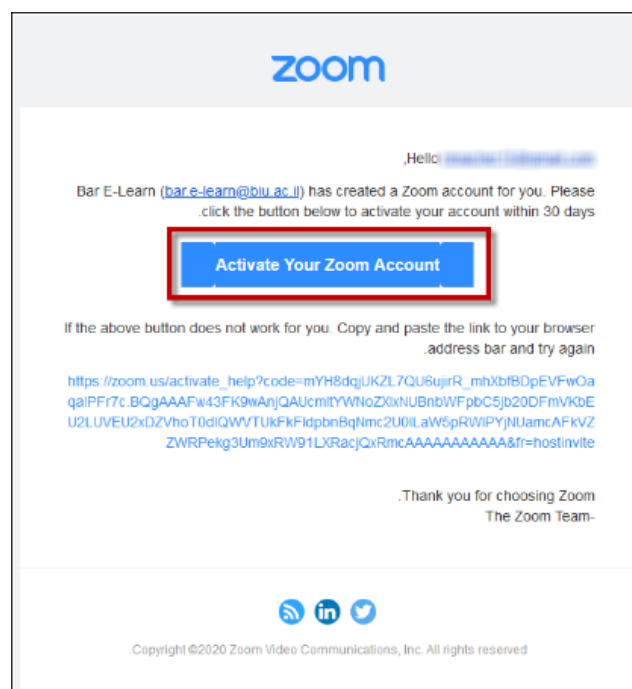 zoom
,Hello
Bar E-Learn (bar.e-learn@biu.ac.il) has created a Zoom account for you. Please
.click the button below to activate your account within 30 days
Activate Your Zoom Account
If the above button does not work for you. Copy and paste the link to your browser
.address bar and try again
https://zoom.us/activate_help?code=mYH8dqjUKZL7QU6ujirR_mhXbfBDpEVFwOa
qaIPFr7c.BQgAAAFw43FK9wAnjQAUcmltYWNoZXIxNUBnbWFpbC5jb20DFmVKbE
U2LUVEU2xDZVhoT0dIQWVTUkFkFIdpbnBqNmc2U0lLaW5pRWlPYjNUamcAFkVZ
ZWRPekg3Um9xRW91LXRacjQxRmcAAAAAAAAAAA&fr=hostinvite
.Thank you for choosing Zoom
The Zoom Team-
in
.Copyright ©2020 Zoom Video Communications, Inc. All rights reserved